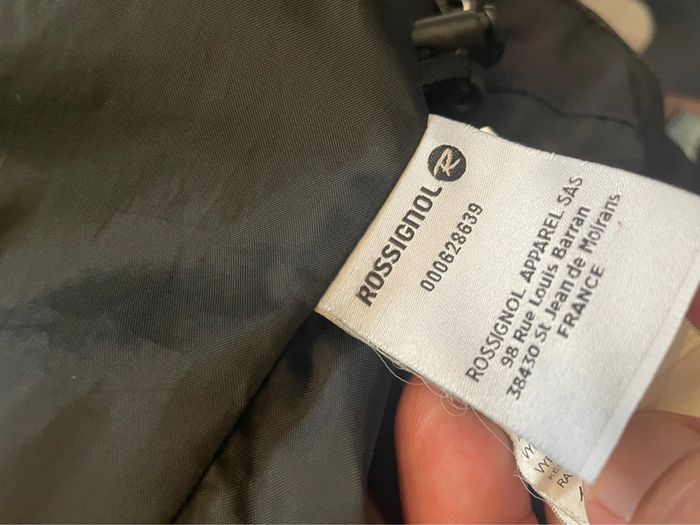 ROSSIGNOL R
000628639
ROSSIGNOL APPAREL SAS
98 Rue Louis Barran
38430 St Jean de Moirans
FRANCE